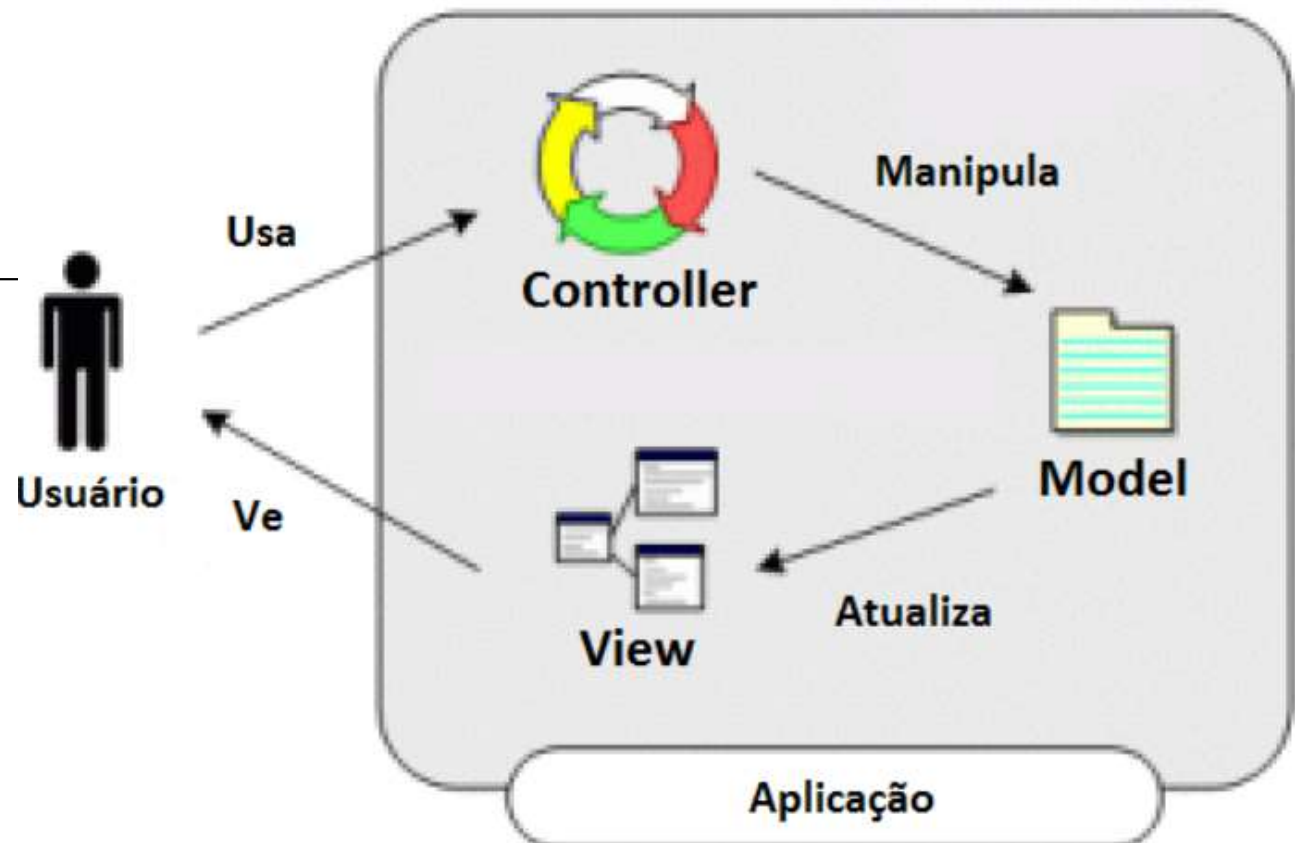 Manipula
Usa
Controller
Usuário
Model
Ve
Atualiza
View
Aplicação